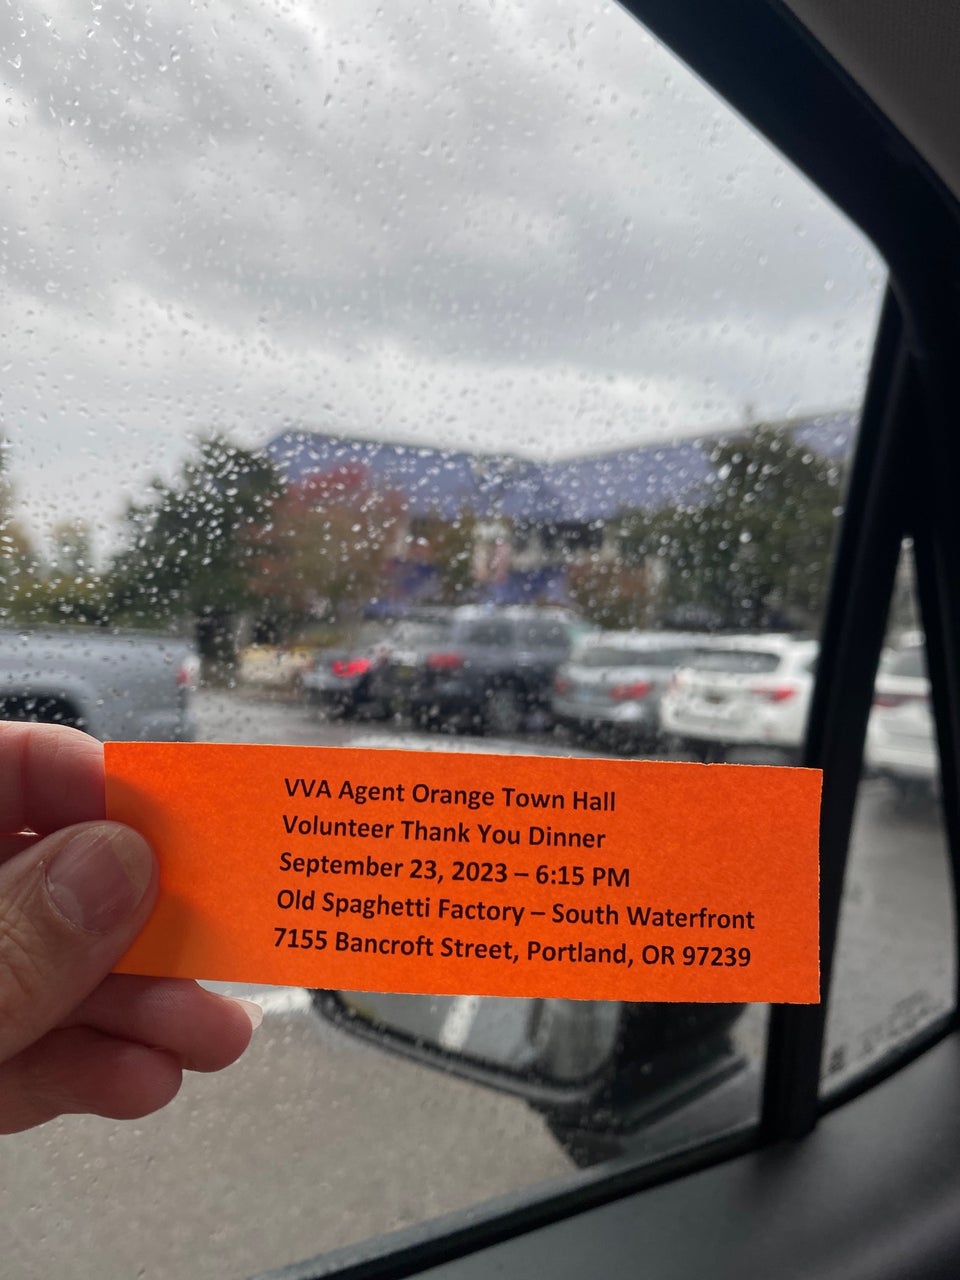 VVA Agent Orange Town Hall
Volunteer Thank You Dinner
September 23, 2023 – 6:15 PM
Old Spaghetti Factory – South Waterfront
7155 Bancroft Street, Portland, OR 97239